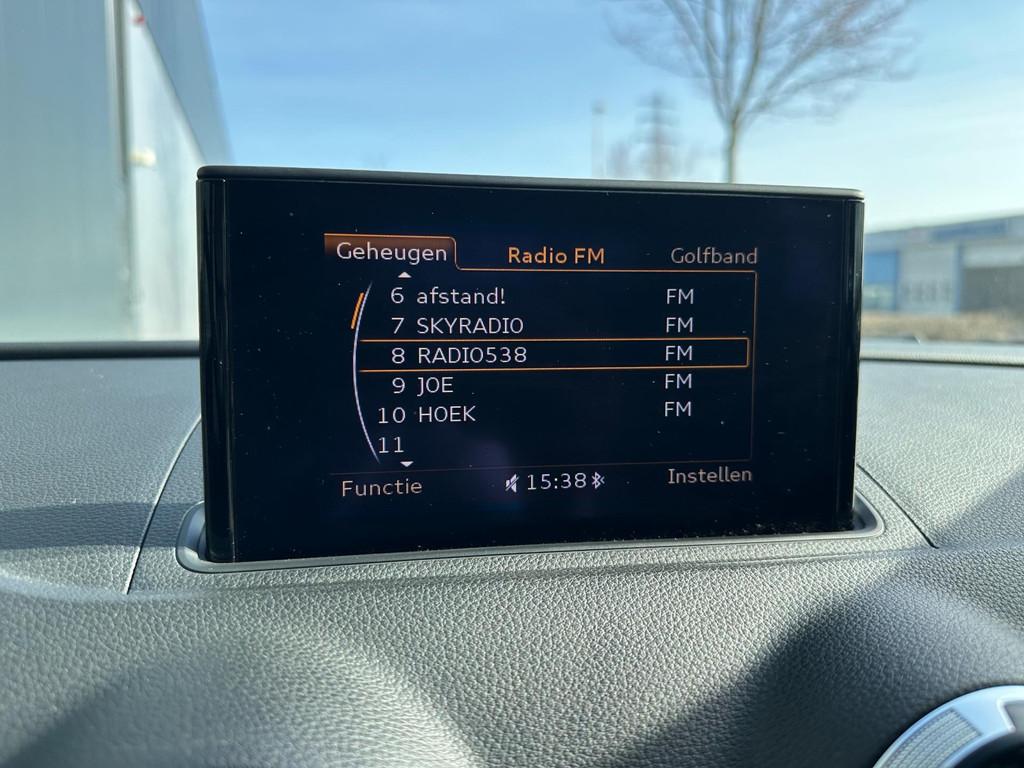 Geheugen Radio FM Golfband
6 afstand! FM
7 SKYRADIO FM
8 RADIO538 FM
9 JOE FM
10 HOEK FM
11
Functie 15:38 Instellen